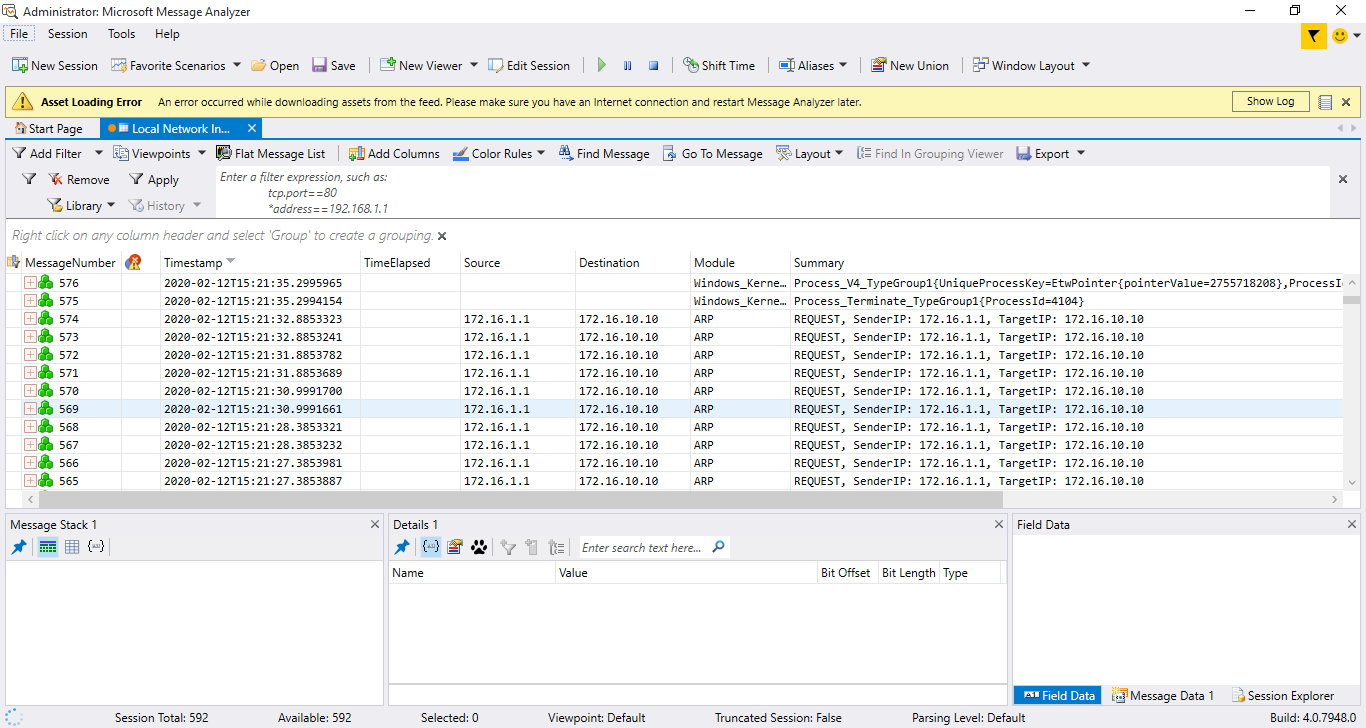 Administrator: Microsoft Message Analyzer
File Session Tools Help
New Session Favorite Scenarios Open Save New Viewer Edit Session Shift Time Aliases New Union Window Layout
Asset Loading Error An error occurred while downloading assets from the feed. Please make sure you have an Internet connection and restart Message Analyzer later. Show Log
Start Page Local Network In...
Add Filter Viewpoints Flat Message List Add Columns Color Rules Find Message Go To Message Layout Find In Grouping Viewer Export
Remove Apply Enter a filter expression, such as:
tcp.port==80
Library History *address==192.168.1.1
Right click on any column header and select 'Group' to create a grouping.
MessageNumber Timestamp TimeElapsed Source Destination Module Summary
576 2020-02-12T15:21:35.2995965 Windows_Kerne... Process_V4_TypeGroup1{UniqueProcessKey=EtwPointer{pointerValue=2755718208},ProcessId
575 2020-02-12T15:21:35.2994154 Windows_Kerne... Process_Terminate_TypeGroup1{ProcessId=4104}
574 2020-02-12T15:21:32.8853323 172.16.1.1 172.16.10.10 ARP REQUEST, SenderIP: 172.16.1.1, TargetIP: 172.16.10.10
573 2020-02-12T15:21:32.8853241 172.16.1.1 172.16.10.10 ARP REQUEST, SenderIP: 172.16.1.1, TargetIP: 172.16.10.10
572 2020-02-12T15:21:31.8853782 172.16.1.1 172.16.10.10 ARP REQUEST, SenderIP: 172.16.1.1, TargetIP: 172.16.10.10
571 2020-02-12T15:21:31.8853689 172.16.1.1 172.16.10.10 ARP REQUEST, SenderIP: 172.16.1.1, TargetIP: 172.16.10.10
570 2020-02-12T15:21:30.9991700 172.16.1.1 172.16.10.10 ARP REQUEST, SenderIP: 172.16.1.1, TargetIP: 172.16.10.10
569 2020-02-12T15:21:30.9991661 172.16.1.1 172.16.10.10 ARP REQUEST, SenderIP: 172.16.1.1, TargetIP: 172.16.10.10
568 2020-02-12T15:21:28.3853321 172.16.1.1 172.16.10.10 ARP REQUEST, SenderIP: 172.16.1.1, TargetIP: 172.16.10.10
567 2020-02-12T15:21:28.3853232 172.16.1.1 172.16.10.10 ARP REQUEST, SenderIP: 172.16.1.1, TargetIP: 172.16.10.10
566 2020-02-12T15:21:27.3853981 172.16.1.1 172.16.10.10 ARP REQUEST, SenderIP: 172.16.1.1, TargetIP: 172.16.10.10
565 2020-02-12T15:21:27.3853887 172.16.1.1 172.16.10.10 ARP REQUEST, SenderIP: 172.16.1.1, TargetIP: 172.16.10.10
Message Stack 1 Details 1 Field Data
Enter search text here...
Name Value Bit Offset Bit Length Type
Field Data Message Data 1 Session Explorer
Session Total: 592 Available: 592 Selected: 0 Viewpoint: Default Truncated Session: False Parsing Level: Default Build: 4.0.7948.0